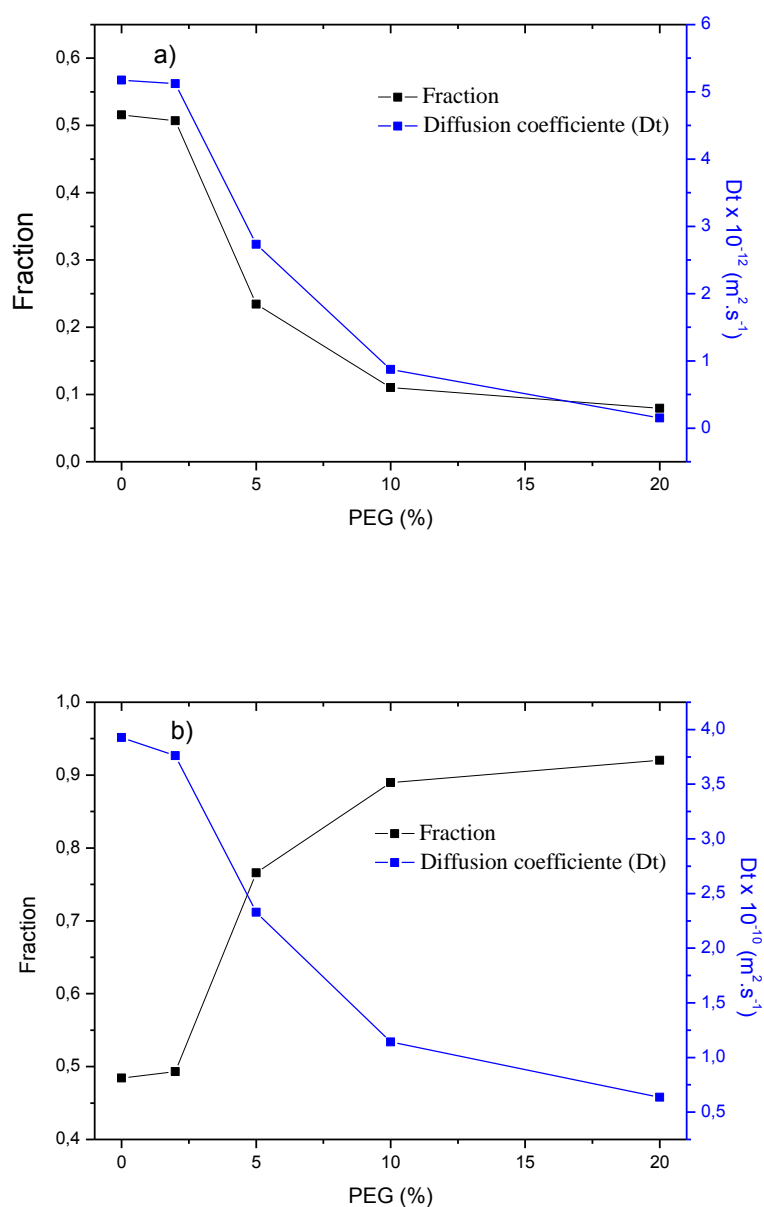 a)
Fraction
Diffusion coefficiente (Dt)
0,6
0,5
0,4
0,3
0,2
0,1
0,0
Fraction
6
5
4
3
2
1
0
Dt x 10⁻¹² (m².s⁻¹)
0 5 10 15 20
PEG (%)
b)
Fraction
Diffusion coefficiente (Dt)
1,0
0,9
0,8
0,7
0,6
0,5
0,4
Fraction
4,0
3,5
3,0
2,5
2,0
1,5
1,0
0,5
Dt x 10⁻¹⁰ (m².s⁻¹)
0 5 10 15 20
PEG (%)